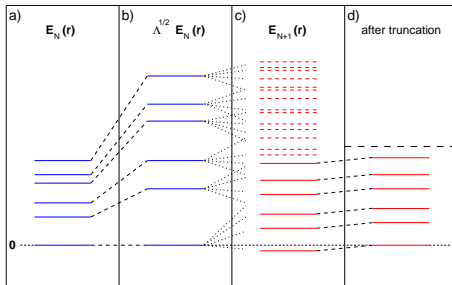 a) b) c) d)
E_N(r) Λ^{1/2} E_N(r) E_{N+1}(r) after truncation
0